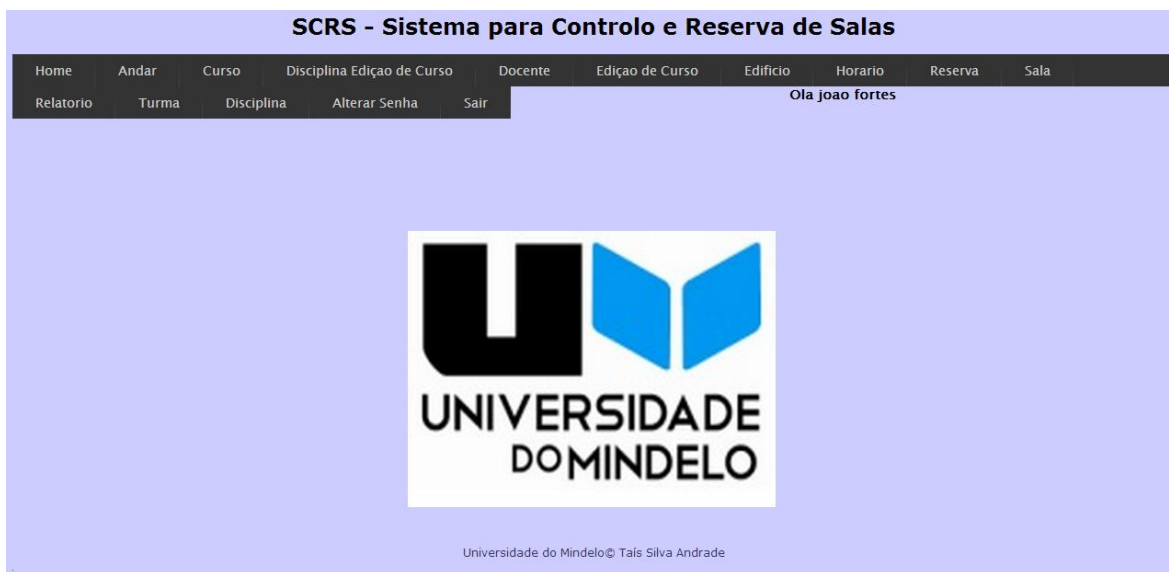 SCRS - Sistema para Controlo e Reserva de Salas
Home Andar Curso Disciplina Ediçao de Curso Docente Ediçao de Curso Edificio Horario Reserva Sala
Relatorio Turma Disciplina Alterar Senha Sair
Ola joao fortes
UM
UNIVERSIDADE
DO MINDELO
Universidade do Mindelo© Taís Silva Andrade